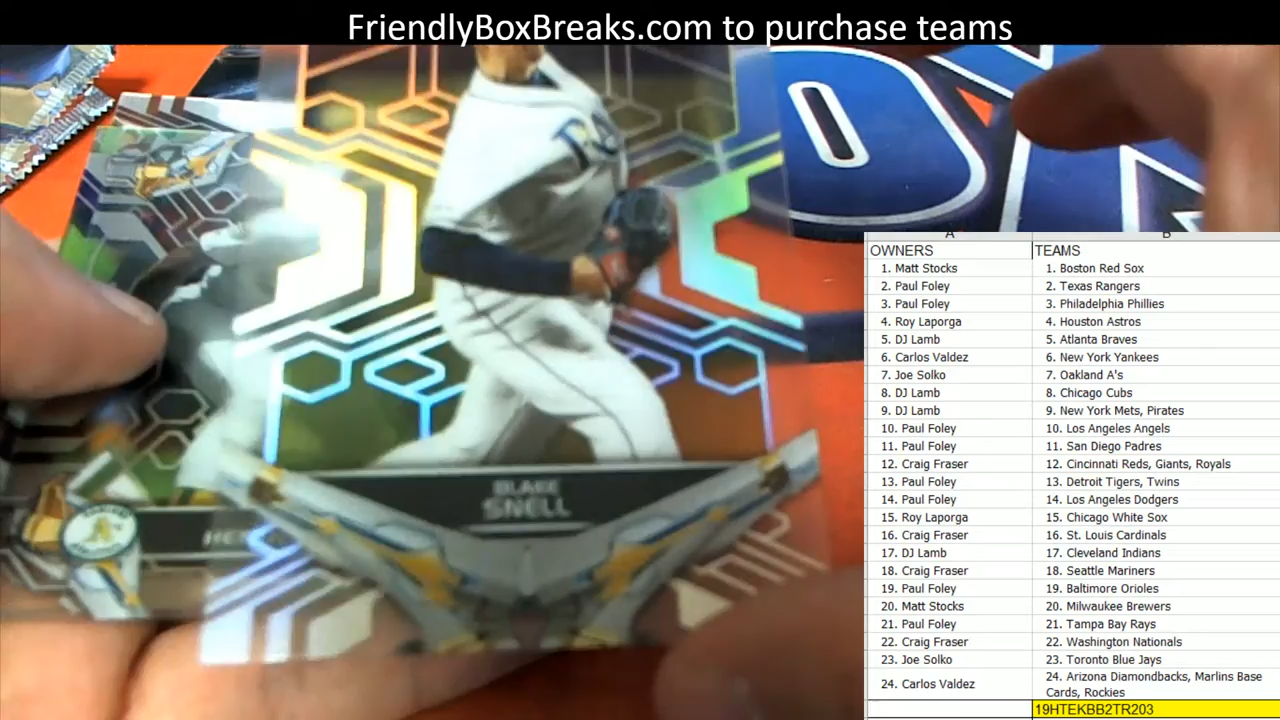 FriendlyBoxBreaks.com to purchase teams
BLAKE
SNELL
A B
OWNERS TEAMS
1. Matt Stocks 1. Boston Red Sox
2. Paul Foley 2. Texas Rangers
3. Paul Foley 3. Philadelphia Phillies
4. Roy Laporga 4. Houston Astros
5. DJ Lamb 5. Atlanta Braves
6. Carlos Valdez 6. New York Yankees
7. Joe Solko 7. Oakland A's
8. DJ Lamb 8. Chicago Cubs
9. DJ Lamb 9. New York Mets, Pirates
10. Paul Foley 10. Los Angeles Angels
11. Paul Foley 11. San Diego Padres
12. Craig Fraser 12. Cincinnati Reds, Giants, Royals
13. Paul Foley 13. Detroit Tigers, Twins
14. Paul Foley 14. Los Angeles Dodgers
15. Roy Laporga 15. Chicago White Sox
16. Craig Fraser 16. St. Louis Cardinals
17. DJ Lamb 17. Cleveland Indians
18. Craig Fraser 18. Seattle Mariners
19. Paul Foley 19. Baltimore Orioles
20. Matt Stocks 20. Milwaukee Brewers
21. Paul Foley 21. Tampa Bay Rays
22. Craig Fraser 22. Washington Nationals
23. Joe Solko 23. Toronto Blue Jays
24. Carlos Valdez 24. Arizona Diamondbacks, Marlins Base
Cards, Rockies
19HTEKBB2TR203